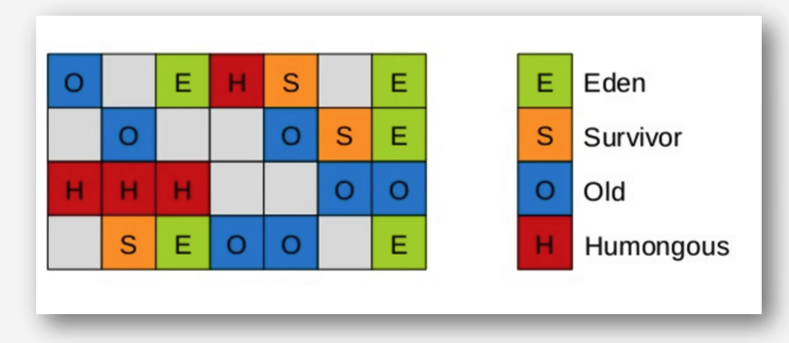 O E H S E
O O S E
H H H O O
S E O O E
E Eden
S Survivor
O Old
H Humongous